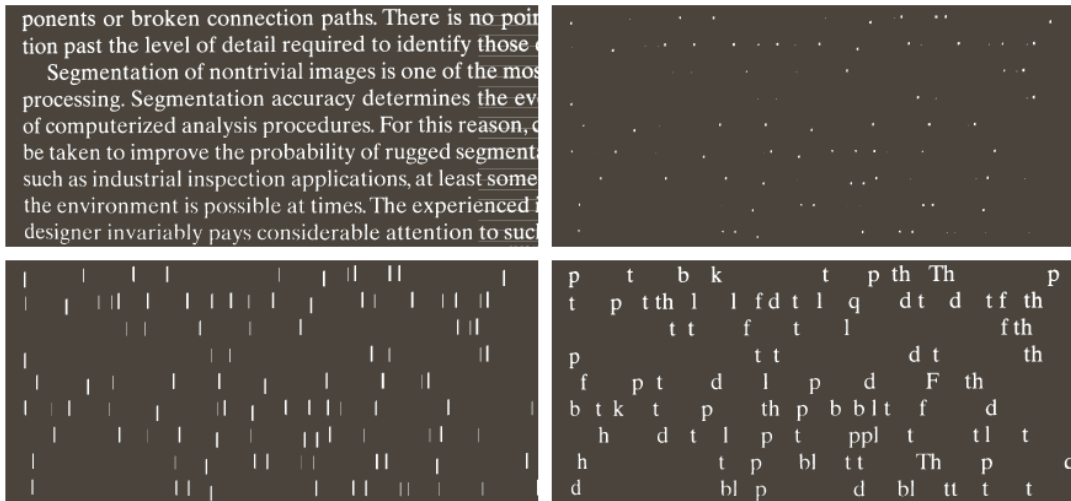 ponents or broken connection paths. There is no poin
tion past the level of detail required to identify those
Segmentation of nontrivial images is one of the mos
processing. Segmentation accuracy determines the eve
of computerized analysis procedures. For this reason, c
be taken to improve the probability of rugged segmenta
such as industrial inspection applications, at least some
the environment is possible at times. The experienced i
designer invariably pays considerable attention to such
p t b k t p th Th p
t p t th l l f d t l q d t d t f th
t t f t l f th
p t t d t th
f p t d l p d F th
b t k t p th p b b l t f d
h d t l p t ppl t t l t
h t p bl t t Th p
d bl p d bl tt t t